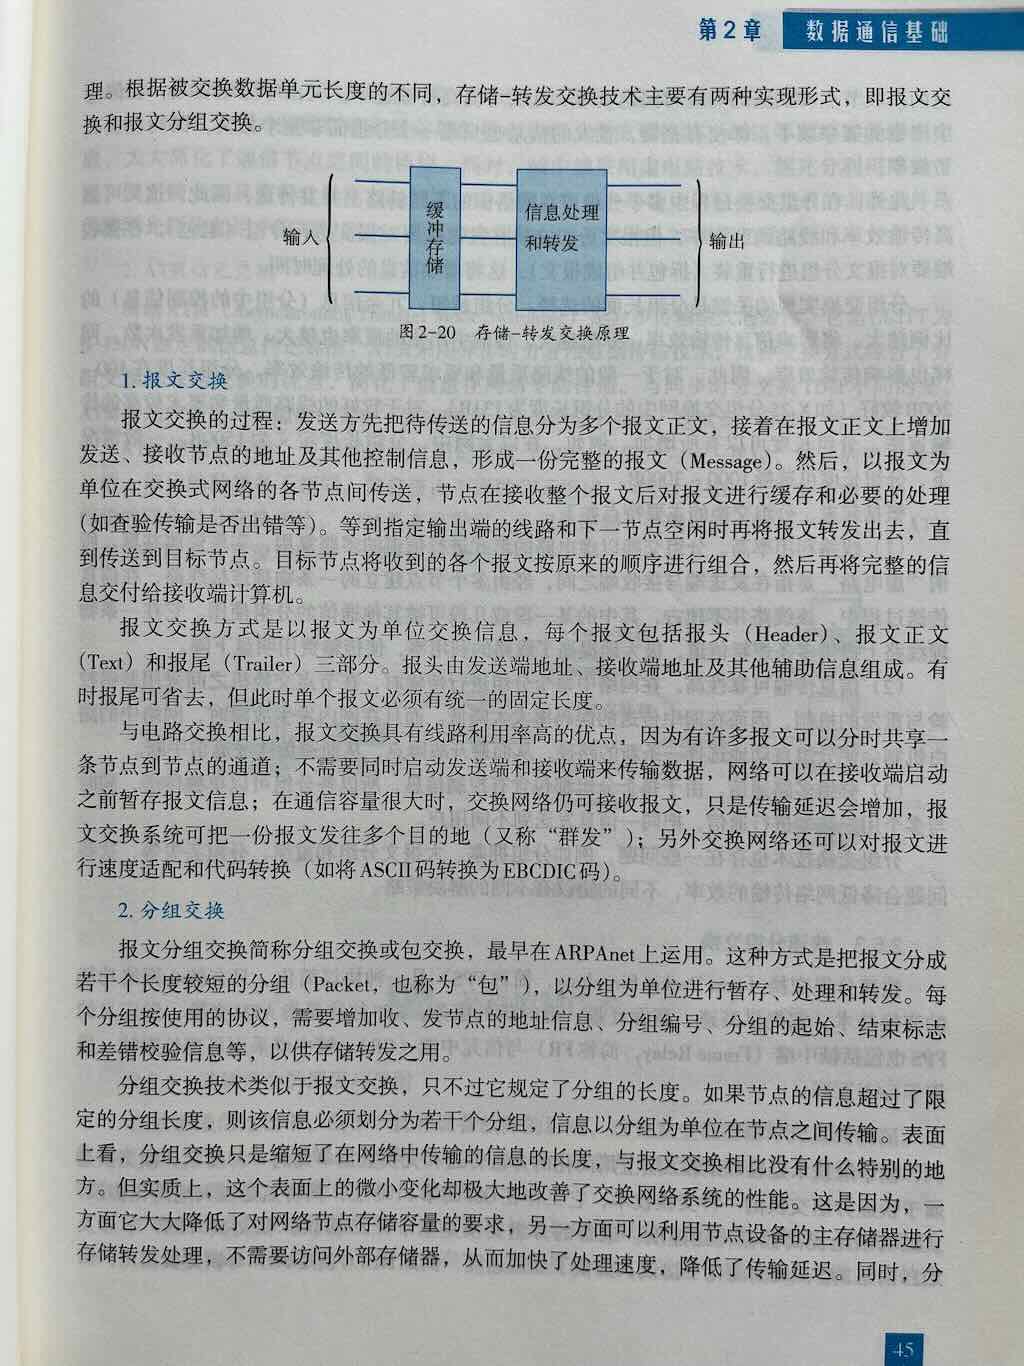 第2章 数据通信基础
理。根据被交换数据单元长度的不同，存储-转发交换技术主要有两种实现形式，即报文交
换和报文分组交换。
输入
缓冲存储
信息处理
和转发
输出
图2-20 存储-转发交换原理
1. 报文交换
报文交换的过程：发送方先把待传送的信息分为多个报文正文，接着在报文正文上增加
发送、接收节点的地址及其他控制信息，形成一份完整的报文（Message）。然后，以报文为
单位在交换式网络的各节点间传送，节点在接收整个报文后对报文进行缓存和必要的处理
（如查验传输是否出错等）。等到指定输出端的线路和下一节点空闲时再将报文转发出去，直
到传送到目标节点。目标节点将收到的各个报文按原来的顺序进行组合，然后再将完整的信
息交付给接收端计算机。
报文交换方式是以报文为单位交换信息，每个报文包括报头（Header）、报文正文
（Text）和报尾（Trailer）三部分。报头由发送端地址、接收端地址及其他辅助信息组成。有
时报尾可省去，但此时单个报文必须有统一的固定长度。
与电路交换相比，报文交换具有线路利用率高的优点，因为有许多报文可以分时共享一
条节点到节点的通道；不需要同时启动发送端和接收端来传输数据，网络可以在接收端启动
之前暂存报文信息；在通信容量很大时，交换网络仍可接收报文，只是传输延迟会增加，报
文交换系统可把一份报文发往多个目的地（又称“群发”）；另外交换网络还可以对报文进
行速度适配和代码转换（如将ASCII码转换为EBCDIC码）。
2. 分组交换
报文分组交换简称分组交换或包交换，最早在ARPAnet上运用。这种方式是把报文分成
若干个长度较短的分组（Packet，也称为“包”），以分组为单位进行暂存、处理和转发。每
个分组按使用的协议，需要增加收、发节点的地址信息、分组编号、分组的起始、结束标志
和差错校验信息等，以供存储转发之用。
分组交换技术类似于报文交换，只不过它规定了分组的长度。如果节点的信息超过了限
定的分组长度，则该信息必须划分为若干个分组，信息以分组为单位在节点之间传输。表面
上看，分组交换只是缩短了在网络中传输的信息的长度，与报文交换相比没有什么特别的地
方。但实质上，这个表面上的微小变化却极大地改善了交换网络系统的性能。这是因为，一
方面它大大降低了对网络节点存储容量的要求，另一方面可以利用节点设备的主存储器进行
存储转发处理，不需要访问外部存储器，从而加快了处理速度，降低了传输延迟。同时，分
45